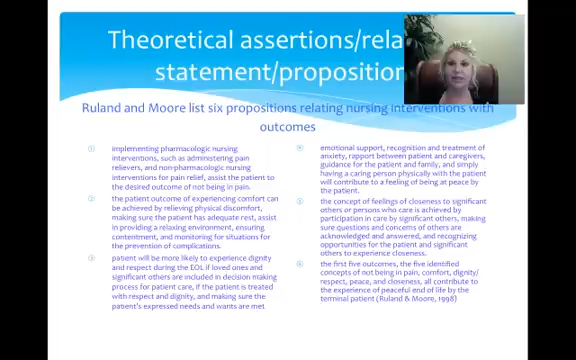 Theoretical assertions/rela
statement/proposition
Ruland and Moore list six propositions relating nursing interventions with
outcomes
① implementing pharmacologic nursing
interventions, such as administering pain
relievers, and non-pharmacologic nursing
interventions for pain relief, assist the patient to
the desired outcome of not being in pain.
② the patient outcome of experiencing comfort can
be achieved by relieving physical discomfort,
making sure the patient has adequate rest, assist
in providing a relaxing environment, ensuring
contentment, and monitoring for situations for
the prevention of complications.
③ patient will be more likely to experience dignity
and respect during the EOL if loved ones and
significant others are included in decision making
process for patient care, if the patient is treated
with respect and dignity, and making sure the
patient's expressed needs and wants are met
④ emotional support, recognition and treatment of
anxiety, rapport between patient and caregivers,
guidance for the patient and family, and simply
having a caring person physically with the patient
will contribute to a feeling of being at peace by
the patient.
⑤ the concept of feelings of closeness to significant
others or persons who care is achieved by
participation in care by significant others, making
sure questions and concerns of others are
acknowledged and answered, and recognizing
opportunities for the patient and significant
others to experience closeness.
⑥ the first five outcomes, the five identified
concepts of not being in pain, comfort, dignity/
respect, peace, and closeness, all contribute to
the experience of peaceful end of life by the
terminal patient (Ruland & Moore, 1998)